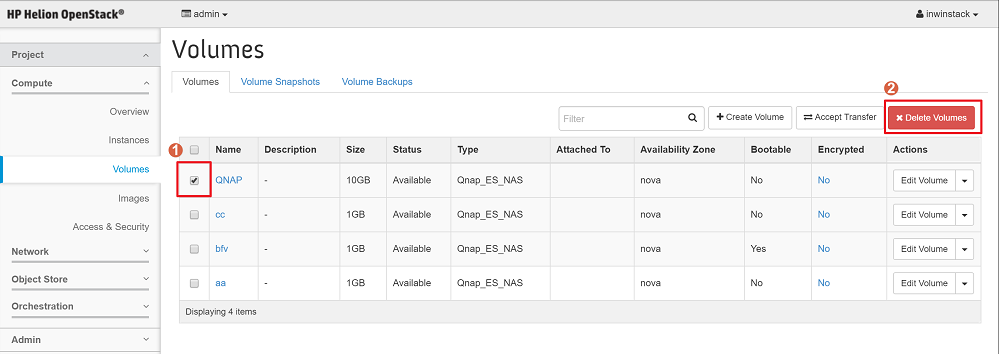 HP Helion OpenStack® admin inwinstack
Project
Compute
Overview
Instances
Volumes
Images
Access & Security
Network
Object Store
Orchestration
Admin
Volumes
Volumes Volume Snapshots Volume Backups
2
Filter + Create Volume Accept Transfer Delete Volumes
1
Name Description Size Status Type Attached To Availability Zone Bootable Encrypted Actions
QNAP - 10GB Available Qnap_ES_NAS nova No No Edit Volume
cc - 1GB Available Qnap_ES_NAS nova No No Edit Volume
bfv - 1GB Available Qnap_ES_NAS nova Yes No Edit Volume
aa - 1GB Available Qnap_ES_NAS nova No No Edit Volume
Displaying 4 items